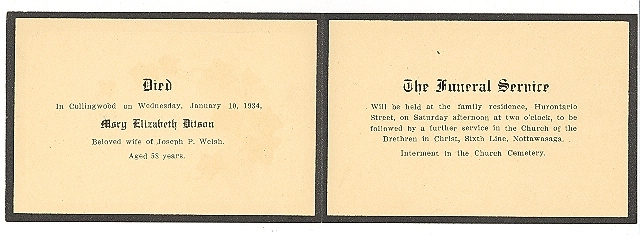 Died
In Collingwood on Wednesday, January 10, 1934,
Mary Elizabeth Ditson
Beloved wife of Joseph P. Welsh.
Aged 58 years.
The Funeral Service
Will be held at the family residence, Hurontario
Street, on Saturday afternoon at two o'clock, to be
followed by a further service in the Church of the
Brethren in Christ, Sixth Line, Nottawasaga.
Interment in the Church Cemetery.